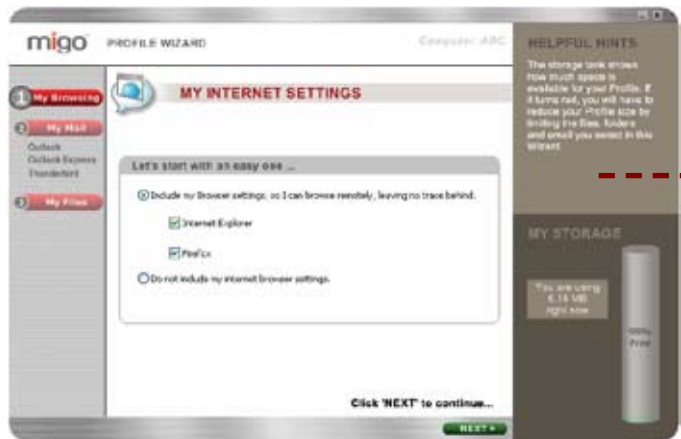 migo PROFILE WIZARD Computer ABC
1 My Browsing
2 My Mail
Outlook
Outlook Express
Thunderbird
3 My Files
MY INTERNET SETTINGS
Let's start with an easy one ...
Include my Browser settings, so I can browse remotely, leaving no trace behind.
Internet Explorer
Firefox
Do not include my internet browser settings.
Click 'NEXT' to continue...
NEXT
HELPFUL HINTS
The storage tank shows
how much space is
available for your Profile. If
it turns red, you will have to
reduce your Profile size by
limiting the files, folders
and email you select in this
Wizard
MY STORAGE
You are using
6.14 MB
right now
Free